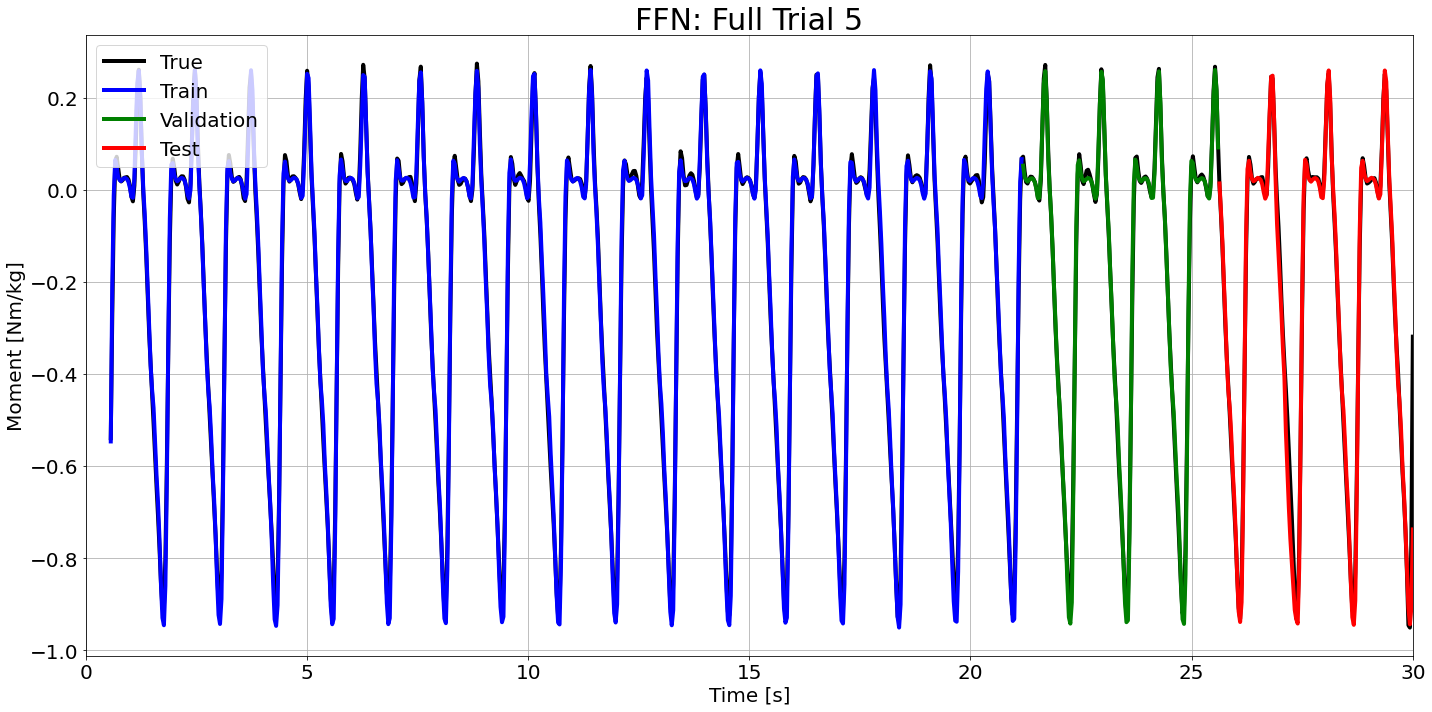 FFN: Full Trial 5
True
Train
Validation
Test
0.2
0.0
−0.2
−0.4
−0.6
−0.8
−1.0
Moment [Nm/kg]
0 5 10 15 20 25 30
Time [s]